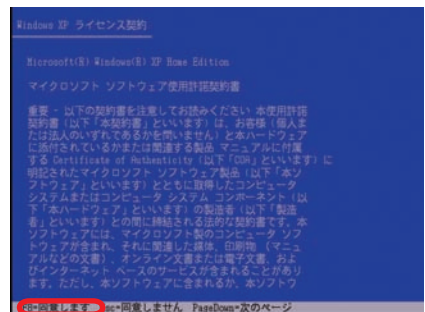 Windows XP ライセンス契約
Microsoft(R) Windows(R) XP Home Edition
マイクロソフト ソフトウェア使用許諾契約書
重要 - 以下の契約書を注意してお読みください 本使用許諾
契約書（以下「本契約書」といいます）は、お客様（個人ま
たは法人のいずれであるかを問いません）と本ハードウェア
に添付されているかまたは関連する製品 マニュアルに付属
する Certificate of Authenticity（以下「COA」といいます）に
明記されたマイクロソフト ソフトウェア製品（以下「本ソ
フトウェア」といいます）とともに取得したコンピュータ
システムまたはコンピュータ システム コンポーネント（以
下「本ハードウェア」といいます）の製造者（以下「製造
者」といいます）との間に締結される法的な契約書です。本
ソフトウェアには、マイクロソフト製のコンピュータ ソフ
トウェアが含まれ、それに関連した媒体、印刷物（マニュ
アルなどの文書）、オンライン文書または電子文書、およ
びインターネット ベースのサービスが含まれることがあり
ます。ただし、本ソフトウェアに含まれるか、本ソフトウ
F8=同意します Esc=同意しません PageDown=次のページ